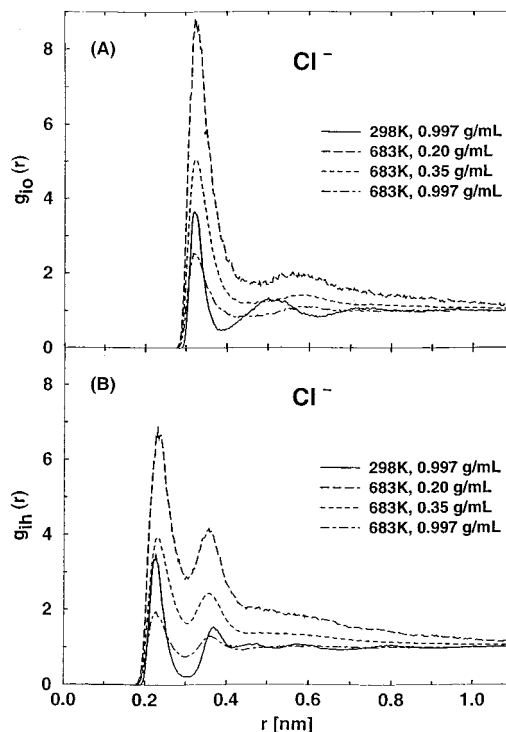 8
6
4
2
0
g_io (r)
(A)
Cl⁻
298K, 0.997 g/mL
683K, 0.20 g/mL
683K, 0.35 g/mL
683K, 0.997 g/mL
8
6
4
2
0
g_ih (r)
(B)
Cl⁻
298K, 0.997 g/mL
683K, 0.20 g/mL
683K, 0.35 g/mL
683K, 0.997 g/mL
0.0 0.2 0.4 0.6 0.8 1.0
r [nm]